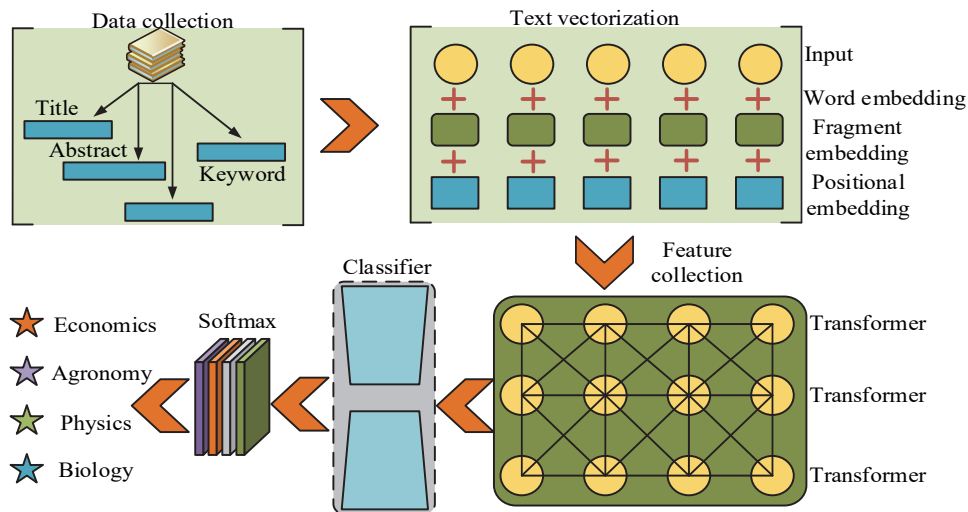 Data collection
Title
Abstract
Keyword
Text vectorization
Input
Word embedding
Fragment
embedding
Positional
embedding
Feature
collection
Classifier
Softmax
Economics
Agronomy
Physics
Biology
Transformer
Transformer
Transformer